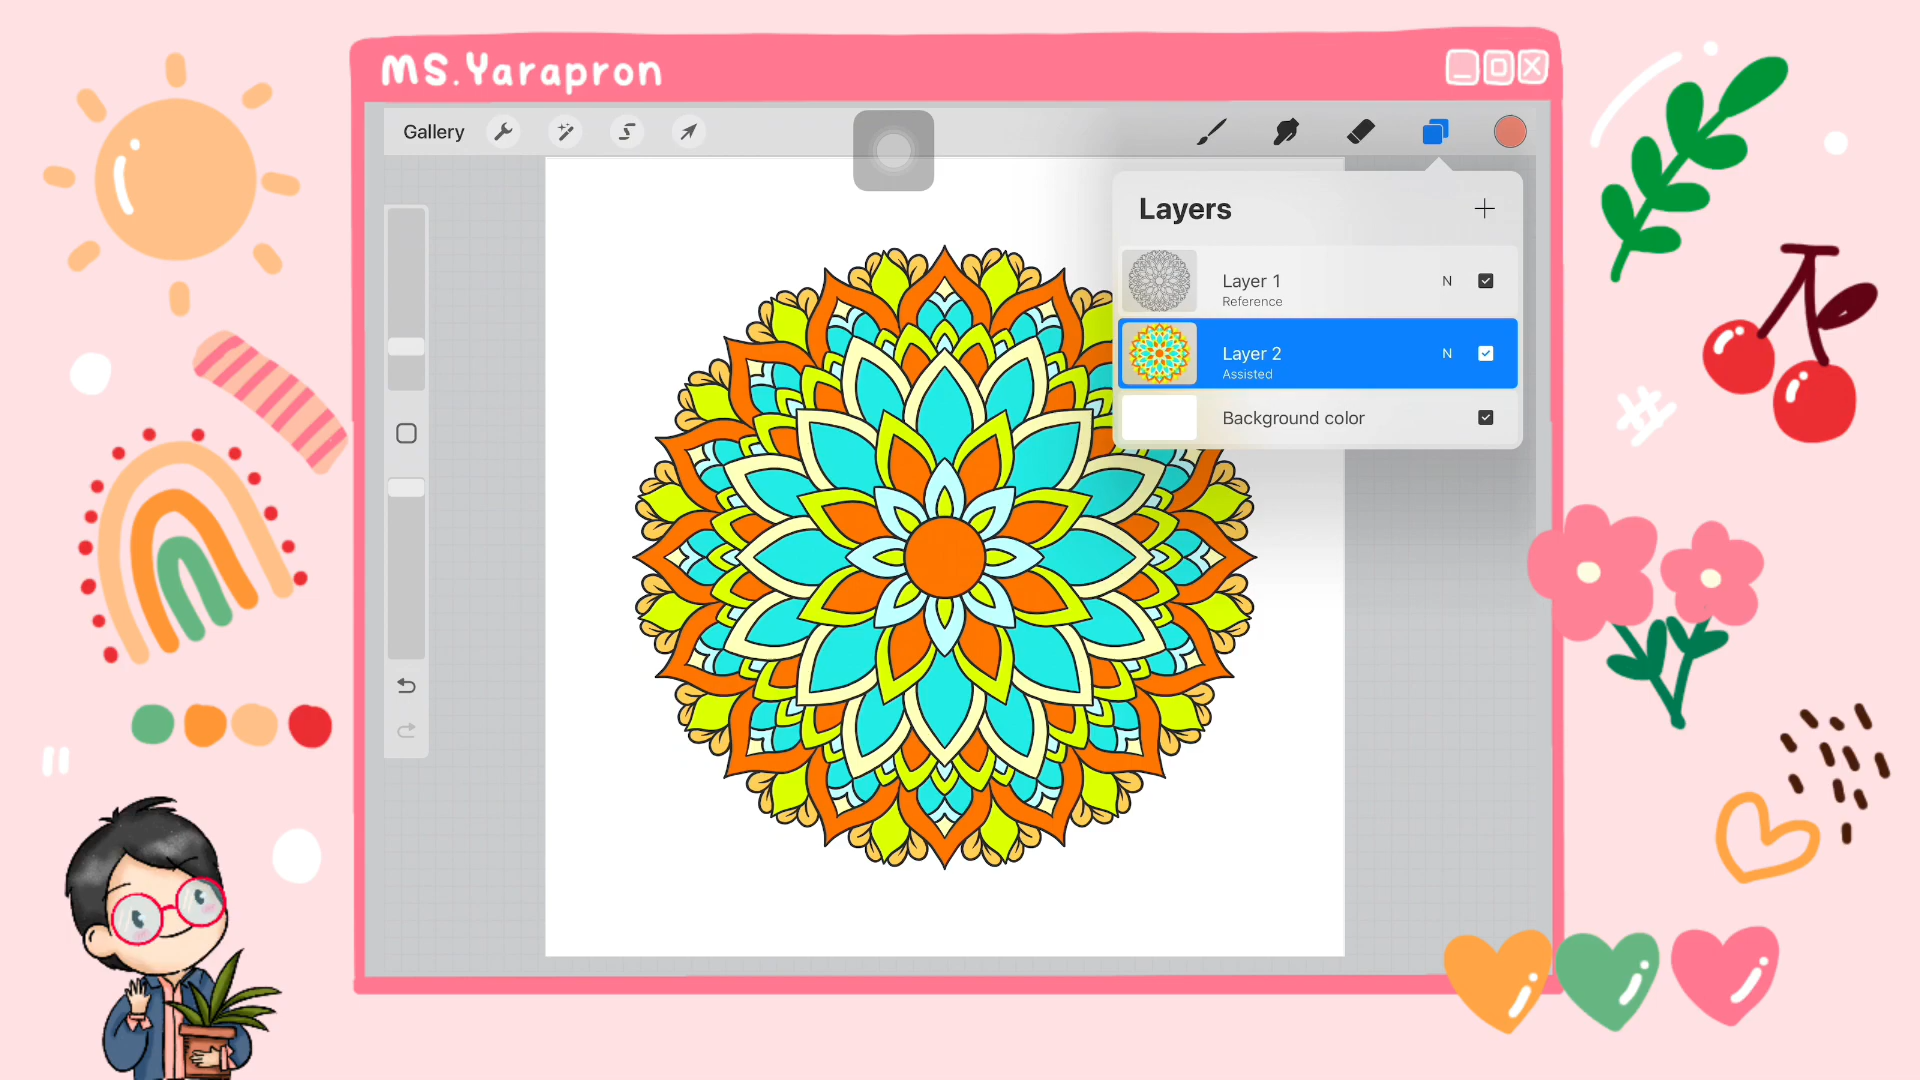 MS.Yarapron
Gallery
Layers
Layer 1 N
Reference
Layer 2 N
Assisted
Background color